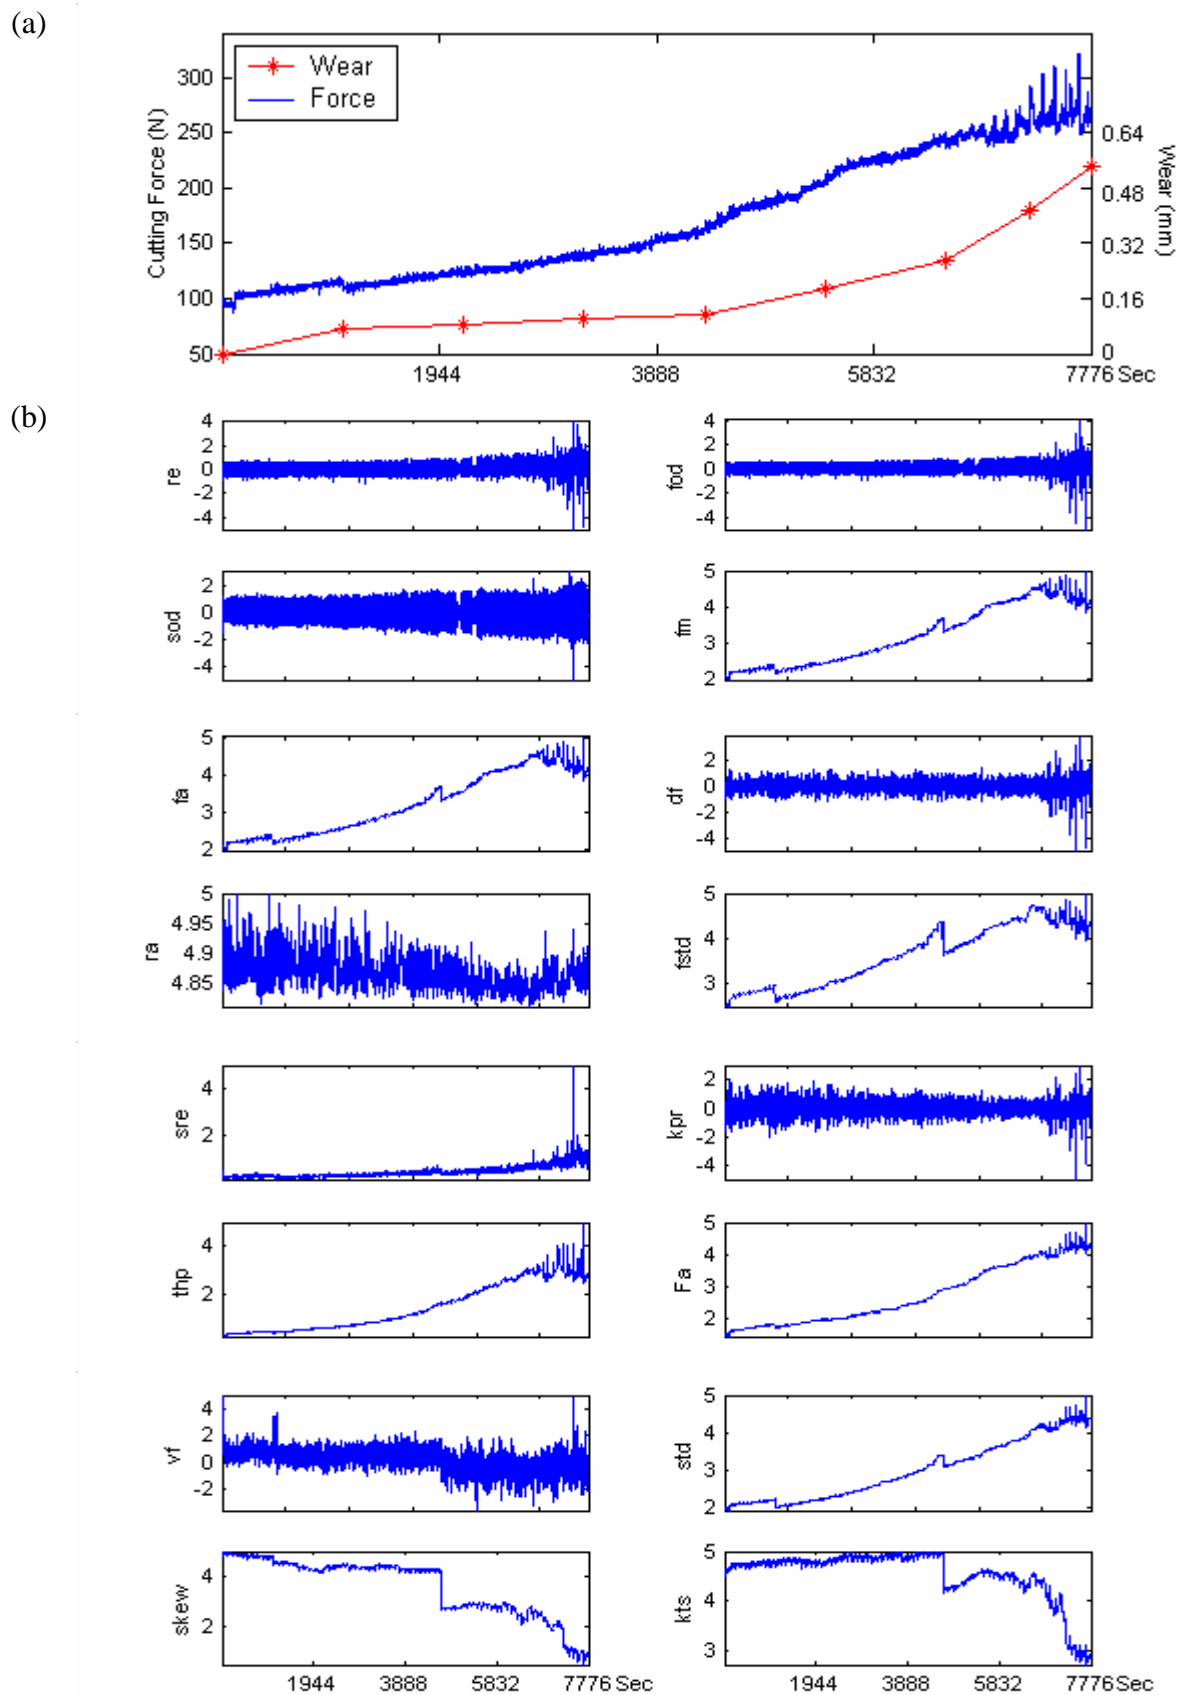 (a)
Wear
Force
Cutting Force (N)
300
250
200
150
100
50
0.64
0.48
0.32
0.16
0
Wear (mm)
1944 3888 5832 7776 Sec
(b)
re
4
2
0
-2
-4
fod
4
2
0
-2
-4
sod
2
0
-2
-4
fm
5
4
3
2
fa
5
4
3
2
df
2
0
-2
-4
ra
5
4.95
4.9
4.85
fstd
5
4
3
sre
4
2
kpr
2
0
-2
-4
thp
4
2
Fa
5
4
3
2
vf
4
2
0
-2
std
5
4
3
2
skew
4
2
kts
5
4
3
1944 3888 5832 7776 Sec
1944 3888 5832 7776 Sec